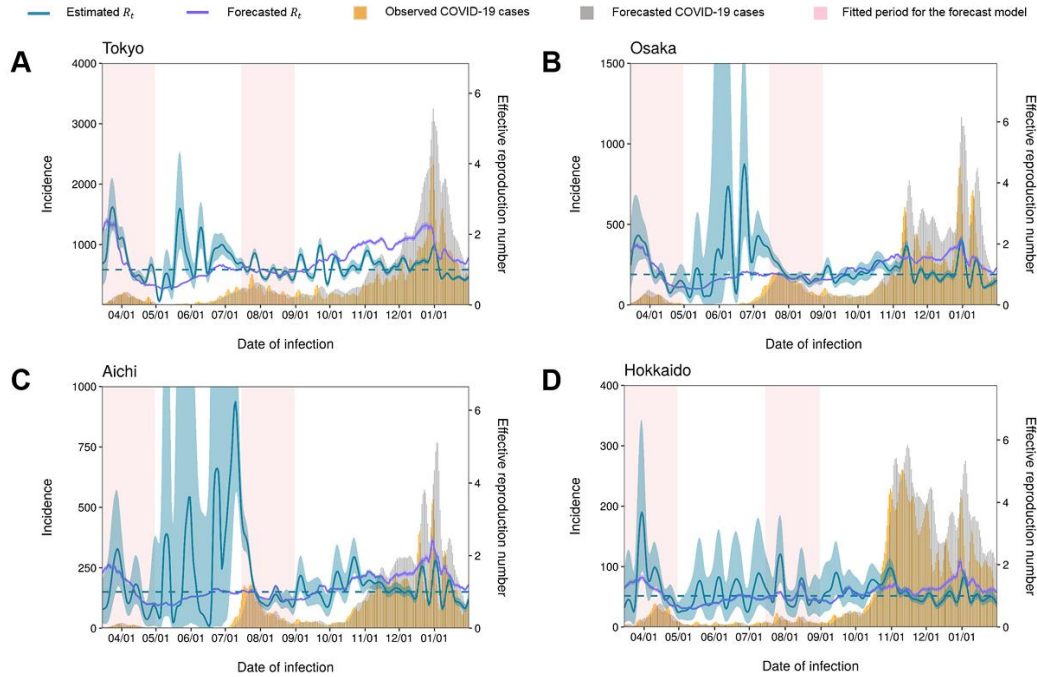 Estimated Rt Forecasted Rt Observed COVID-19 cases Forecasted COVID-19 cases Fitted period for the forecast model
A Tokyo
4000
3000
2000
1000
6
4
2
0
Incidence
Effective reproduction number
04/01 05/01 06/01 07/01 08/01 09/01 10/01 11/01 12/01 01/01
Date of infection
B Osaka
1500
1000
500
0
6
4
2
0
Incidence
Effective reproduction number
04/01 05/01 06/01 07/01 08/01 09/01 10/01 11/01 12/01 01/01
Date of infection
C Aichi
1000
750
500
250
0
6
4
2
0
Incidence
Effective reproduction number
04/01 05/01 06/01 07/01 08/01 09/01 10/01 11/01 12/01 01/01
Date of infection
D Hokkaido
400
300
200
100
0
6
4
2
0
Incidence
Effective reproduction number
04/01 05/01 06/01 07/01 08/01 09/01 10/01 11/01 12/01 01/01
Date of infection